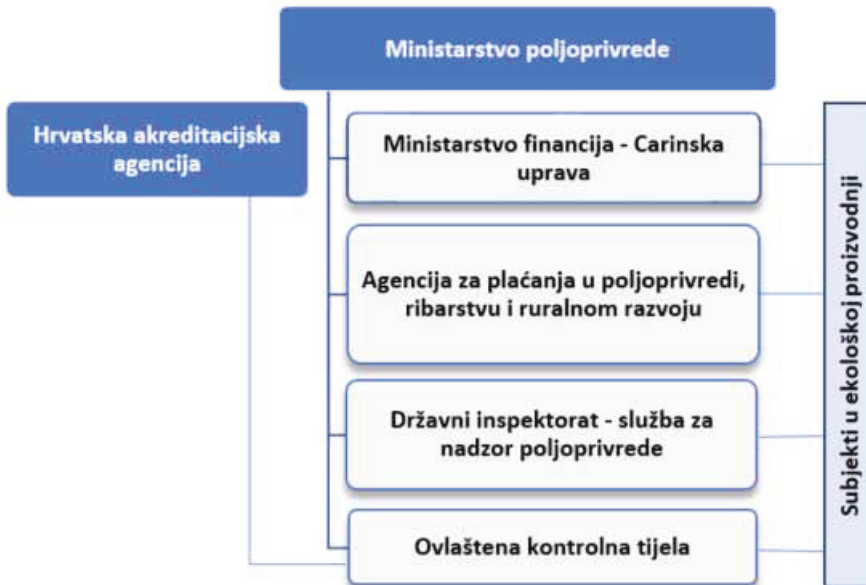 Ministarstvo poljoprivrede
Hrvatska akreditacijska
agencija
Ministarstvo financija - Carinska
uprava
Agencija za plaćanja u poljoprivredi,
ribarstvu i ruralnom razvoju
Državni inspektorat - služba za
nadzor poljoprivrede
Ovlaštena kontrolna tijela
Subjekti u ekološkoj proizvodnji